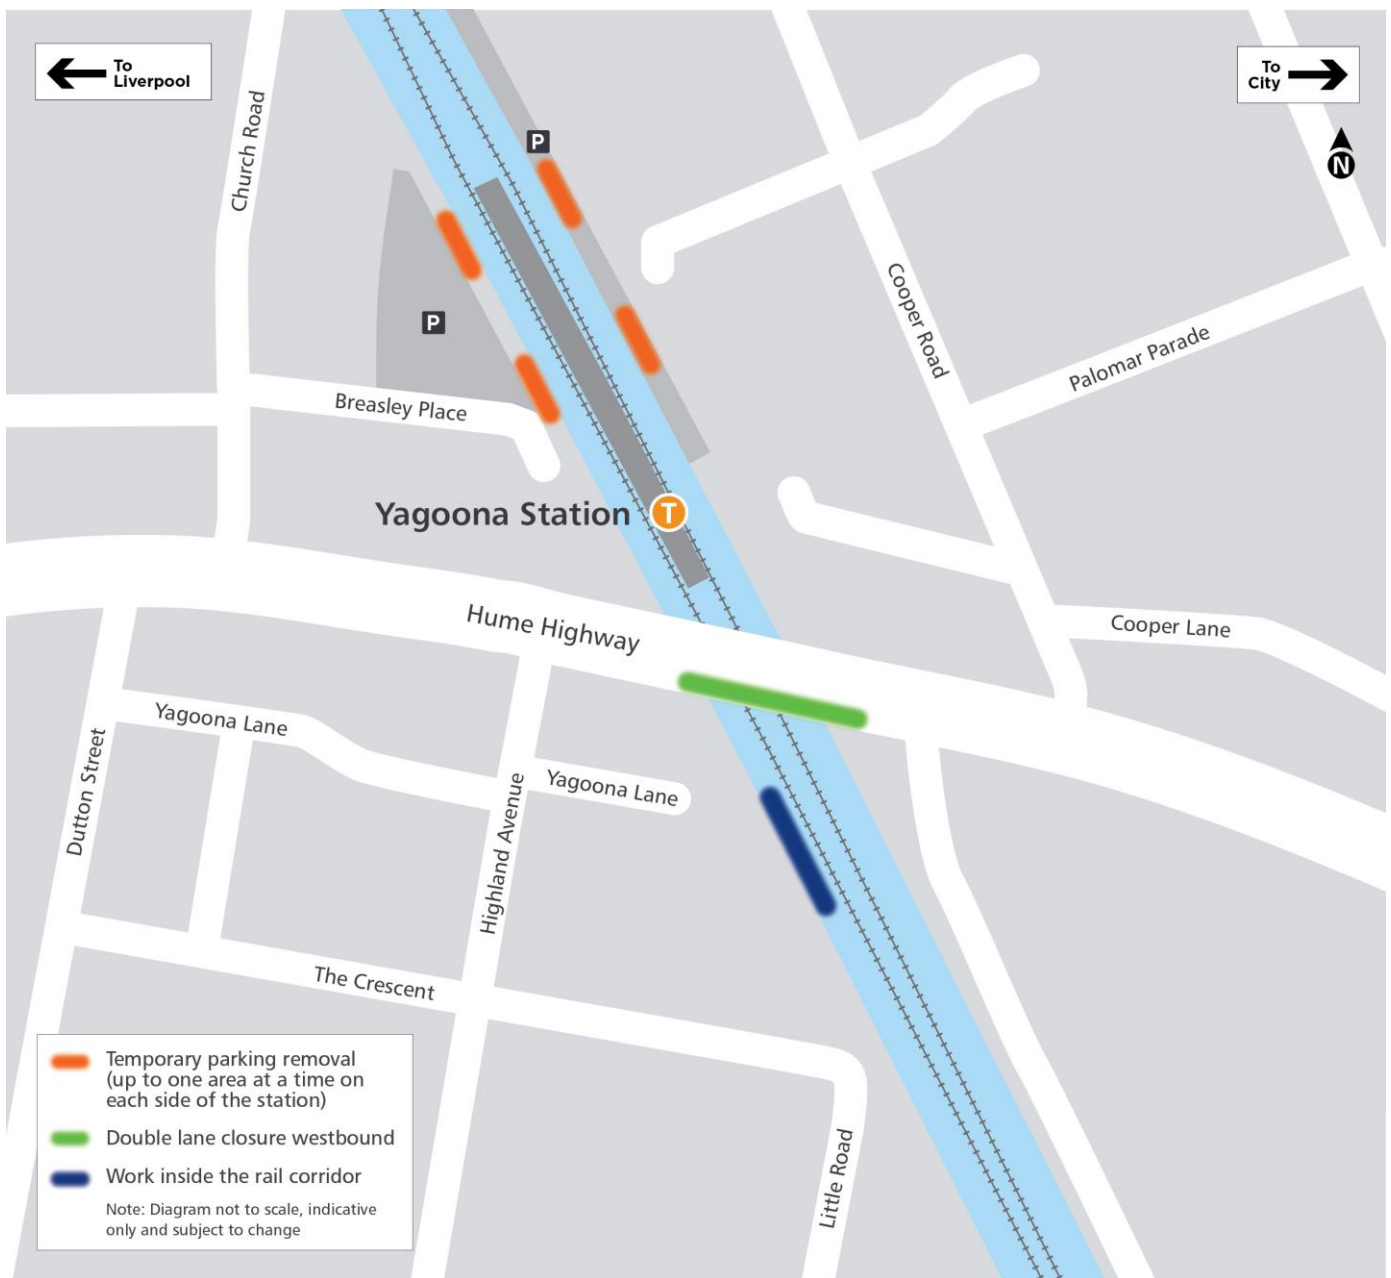 To
Liverpool
To
City
N
Church Road
P
P
Cooper Road
Palomar Parade
Breasley Place
Yagoona Station
T
Hume Highway
Cooper Lane
Yagoona Lane
Dutton Street
Yagoona Lane
Highland Avenue
The Crescent
Little Road
Temporary parking removal
(up to one area at a time on
each side of the station)
Double lane closure westbound
Work inside the rail corridor
Note: Diagram not to scale, indicative
only and subject to change